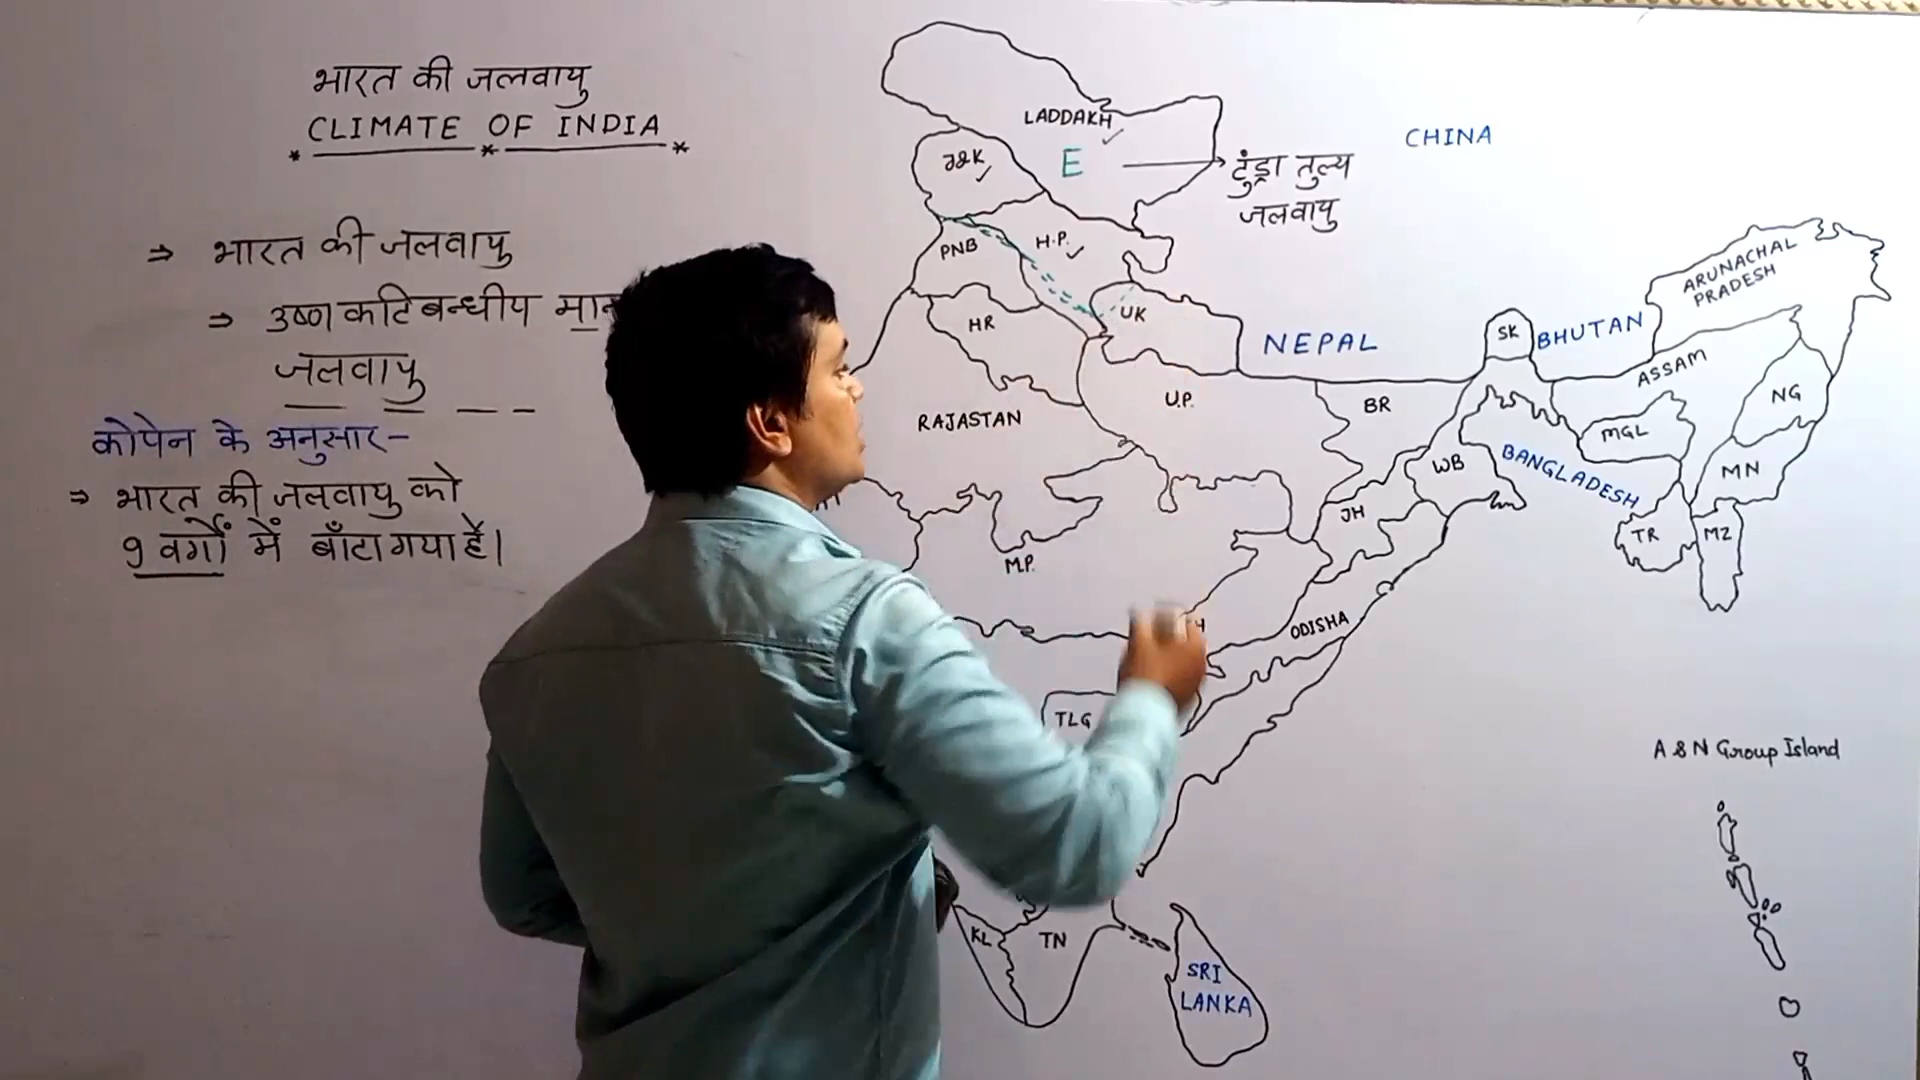 भारत की जलवायु
CLIMATE OF INDIA
⇒ भारत की जलवायु
⇒ उष्ण कटिबन्धीय
जलवायु
कोपेन के अनुसार-
⇒ भारत की जलवायु को
9 वर्गों में बाँटा गया है।
LADDAKH
E
J&K
टुंड्रा तुल्य
जलवायु
CHINA
PNB
H.P.
UK
HR
NEPAL
SK
BHUTAN
ARUNACHAL
PRADESH
ASSAM
RAJASTAN
U.P.
BR
NG
MGL
WB
BANGLADESH
MN
JH
TR
MZ
M.P.
ODISHA
TLG
A & N Group Island
KL
TN
SRI
LANKA